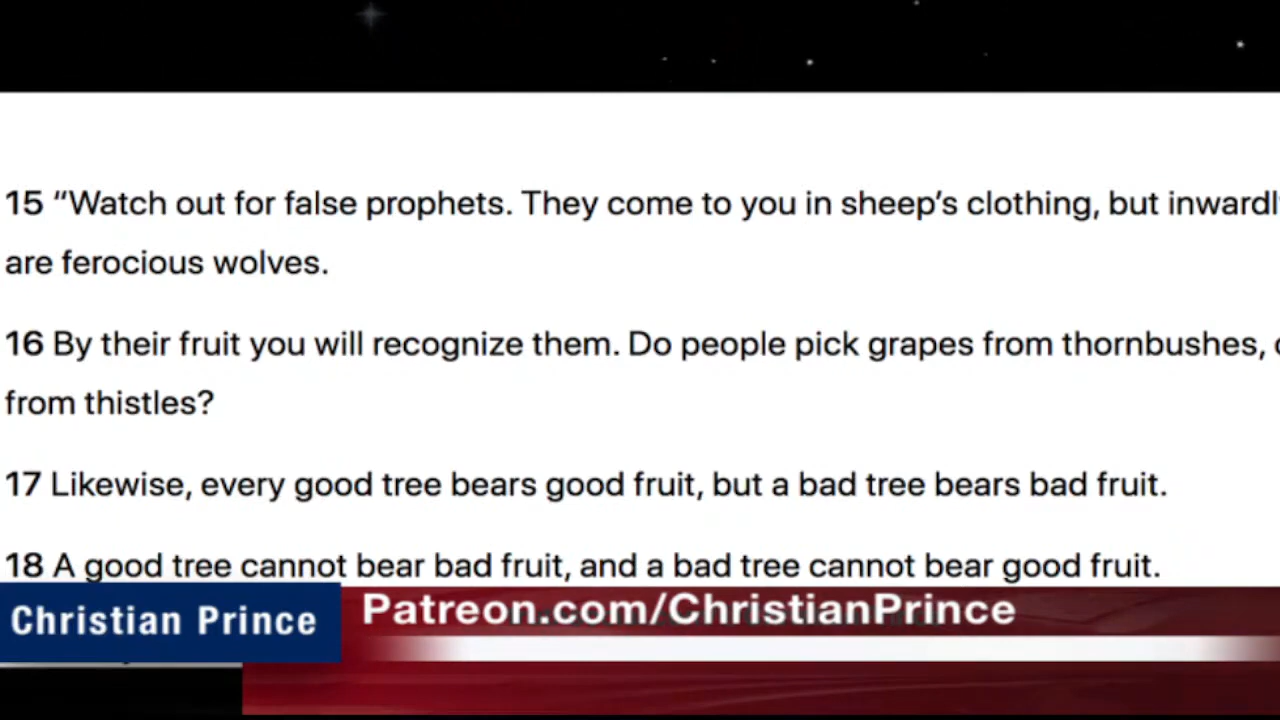 15 “Watch out for false prophets. They come to you in sheep’s clothing, but inwardl
are ferocious wolves.
16 By their fruit you will recognize them. Do people pick grapes from thornbushes,
from thistles?
17 Likewise, every good tree bears good fruit, but a bad tree bears bad fruit.
18 A good tree cannot bear bad fruit, and a bad tree cannot bear good fruit.
Christian Prince
Patreon.com/ChristianPrince